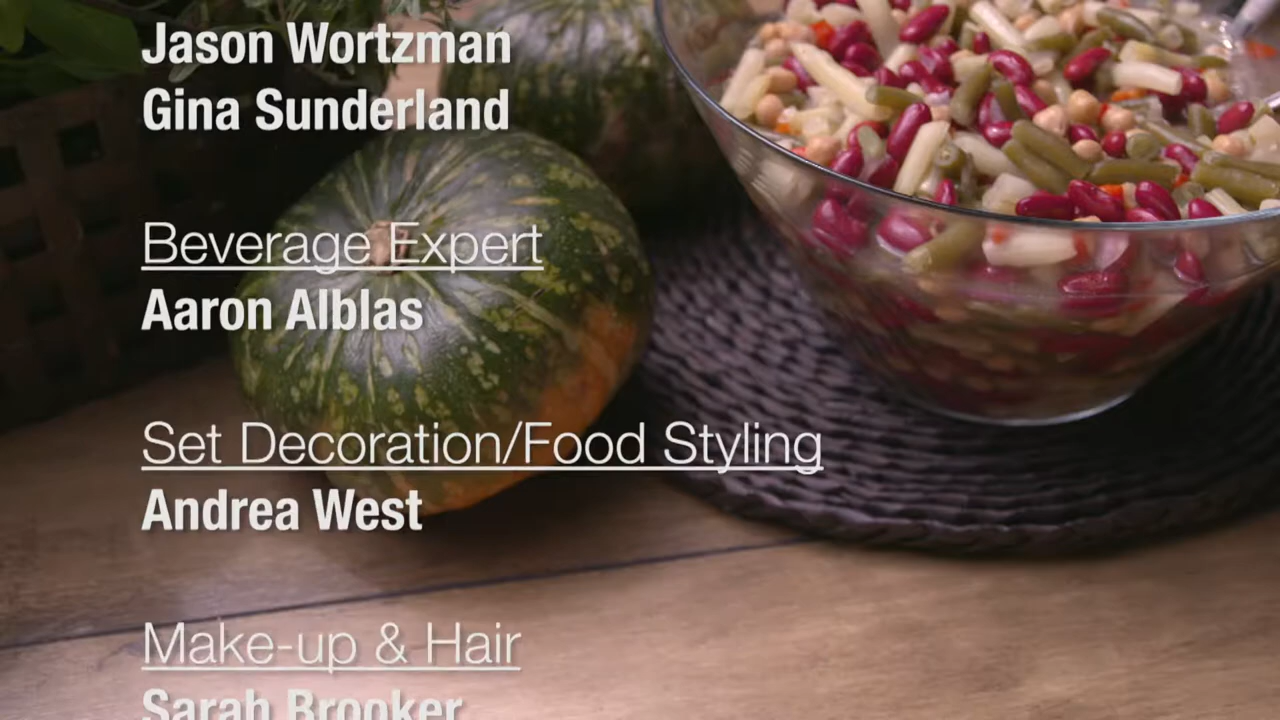 Jason Wortzman
Gina Sunderland
Beverage Expert
Aaron Alblas
Set Decoration/Food Styling
Andrea West
Make-up & Hair
Sarah Brooker